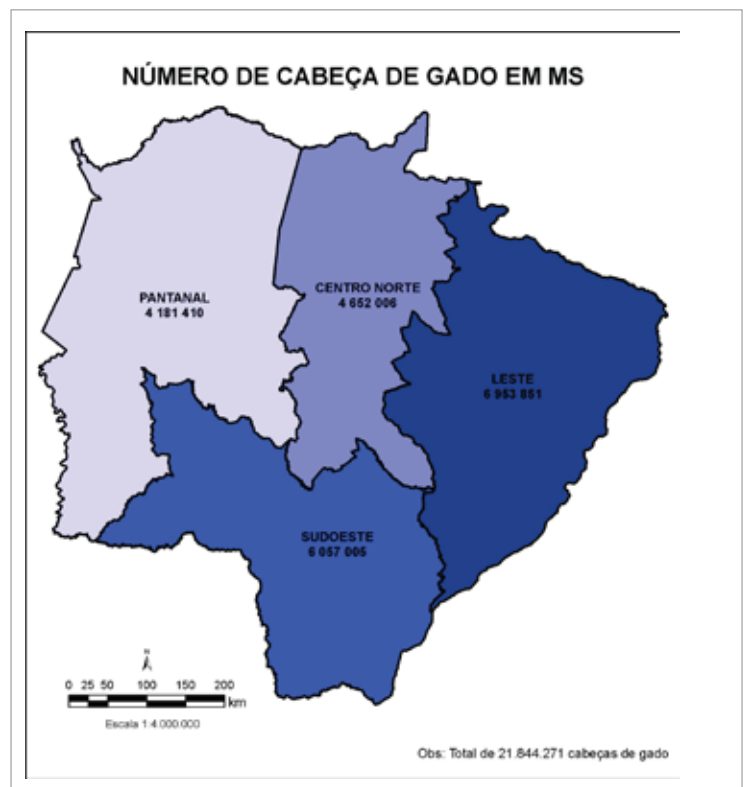 NÚMERO DE CABEÇA DE GADO EM MS
PANTANAL
4 181 410
CENTRO NORTE
4 652 006
LESTE
6 953 851
SUDOESTE
6 057 005
N
0 25 50 100 150 200
km
Escala 1:4.000.000
Obs: Total de 21.844.271 cabeças de gado